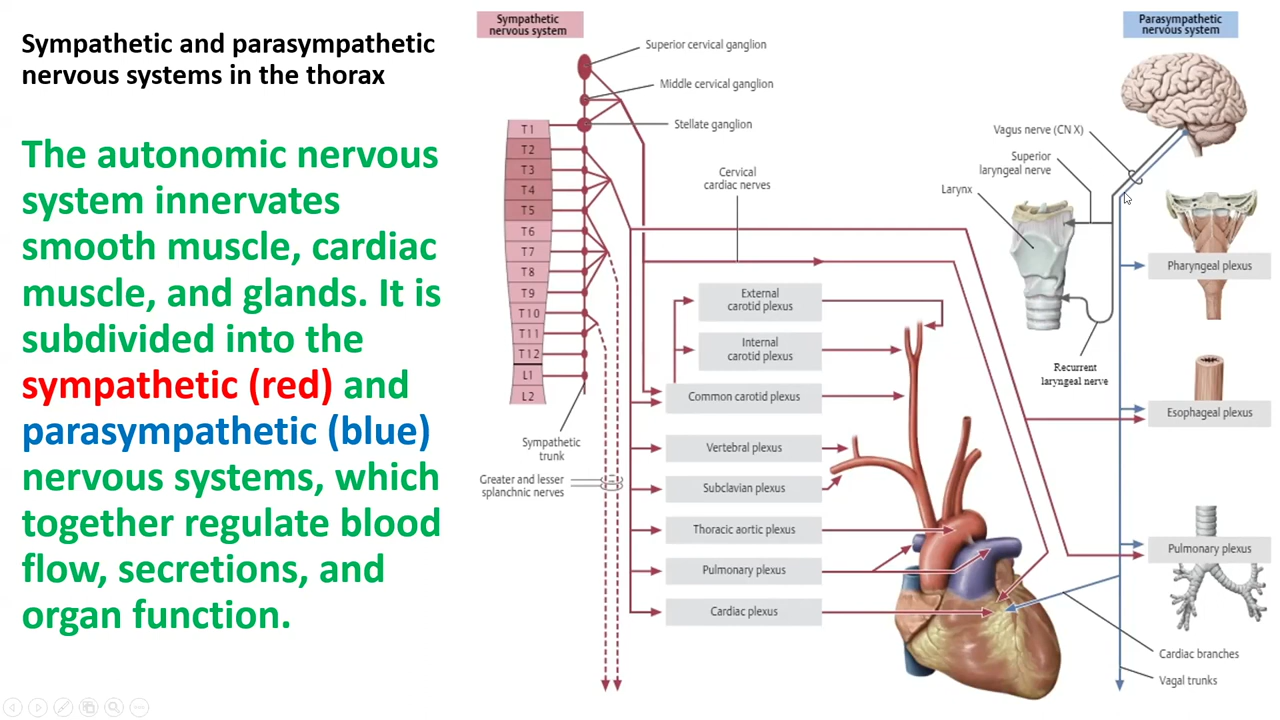 Sympathetic and parasympathetic
nervous systems in the thorax
The autonomic nervous
system innervates
smooth muscle, cardiac
muscle, and glands. It is
subdivided into the
sympathetic (red) and
parasympathetic (blue)
nervous systems, which
together regulate blood
flow, secretions, and
organ function.
Sympathetic
nervous system
Superior cervical ganglion
Middle cervical ganglion
Stellate ganglion
T1
T2
T3
T4
T5
T6
T7
T8
T9
T10
T11
T12
L1
L2
Sympathetic
trunk
Greater and lesser
splanchnic nerves
Cervical
cardiac nerves
External
carotid plexus
Internal
carotid plexus
Common carotid plexus
Vertebral plexus
Subclavian plexus
Thoracic aortic plexus
Pulmonary plexus
Cardiac plexus
Parasympathetic
nervous system
Vagus nerve (CN X)
Superior
laryngeal nerve
Larynx
Recurrent
laryngeal nerve
Pharyngeal plexus
Esophageal plexus
Pulmonary plexus
Cardiac branches
Vagal trunks